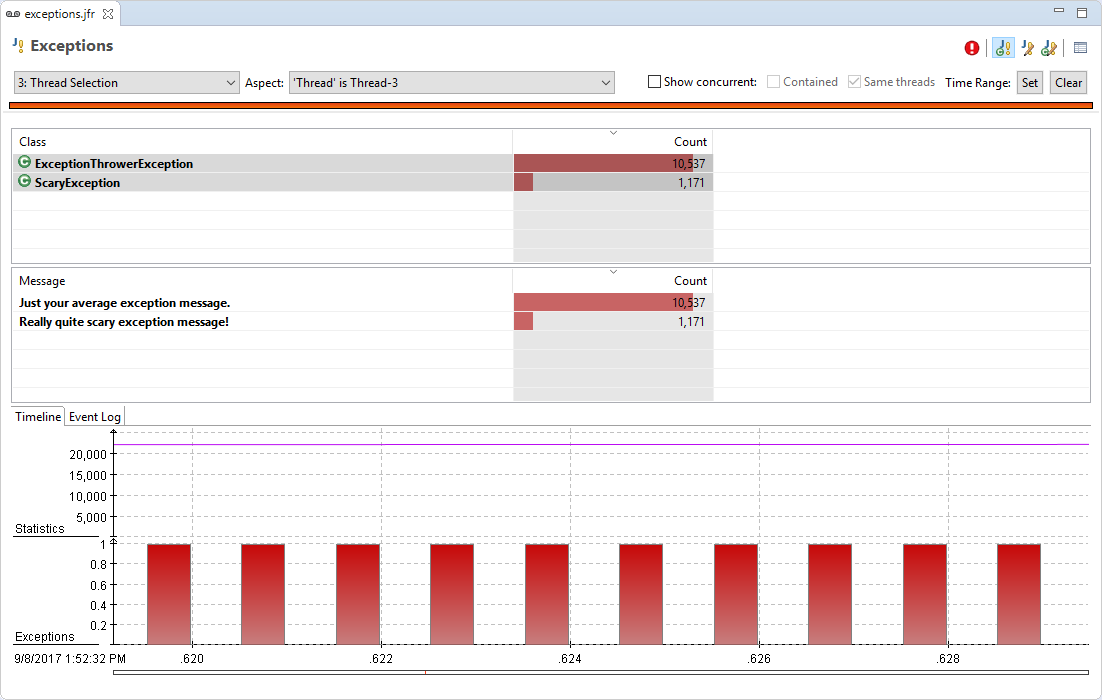 exceptions.jfr
Exceptions
3: Thread Selection Aspect: 'Thread' is Thread-3 Show concurrent: Contained Same threads Time Range: Set Clear
Class Count
ExceptionThrowerException 10,537
ScaryException 1,171
Message Count
Just your average exception message. 10,537
Really quite scary exception message! 1,171
Timeline Event Log
20,000
15,000
10,000
5,000
Statistics
1
0.8
0.6
0.4
0.2
Exceptions
9/8/2017 1:52:32 PM .620 .622 .624 .626 .628